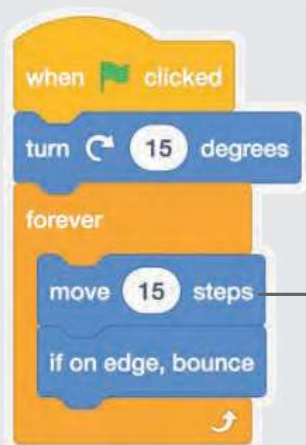 when clicked
turn 15 degrees
forever
move 15 steps
if on edge, bounce